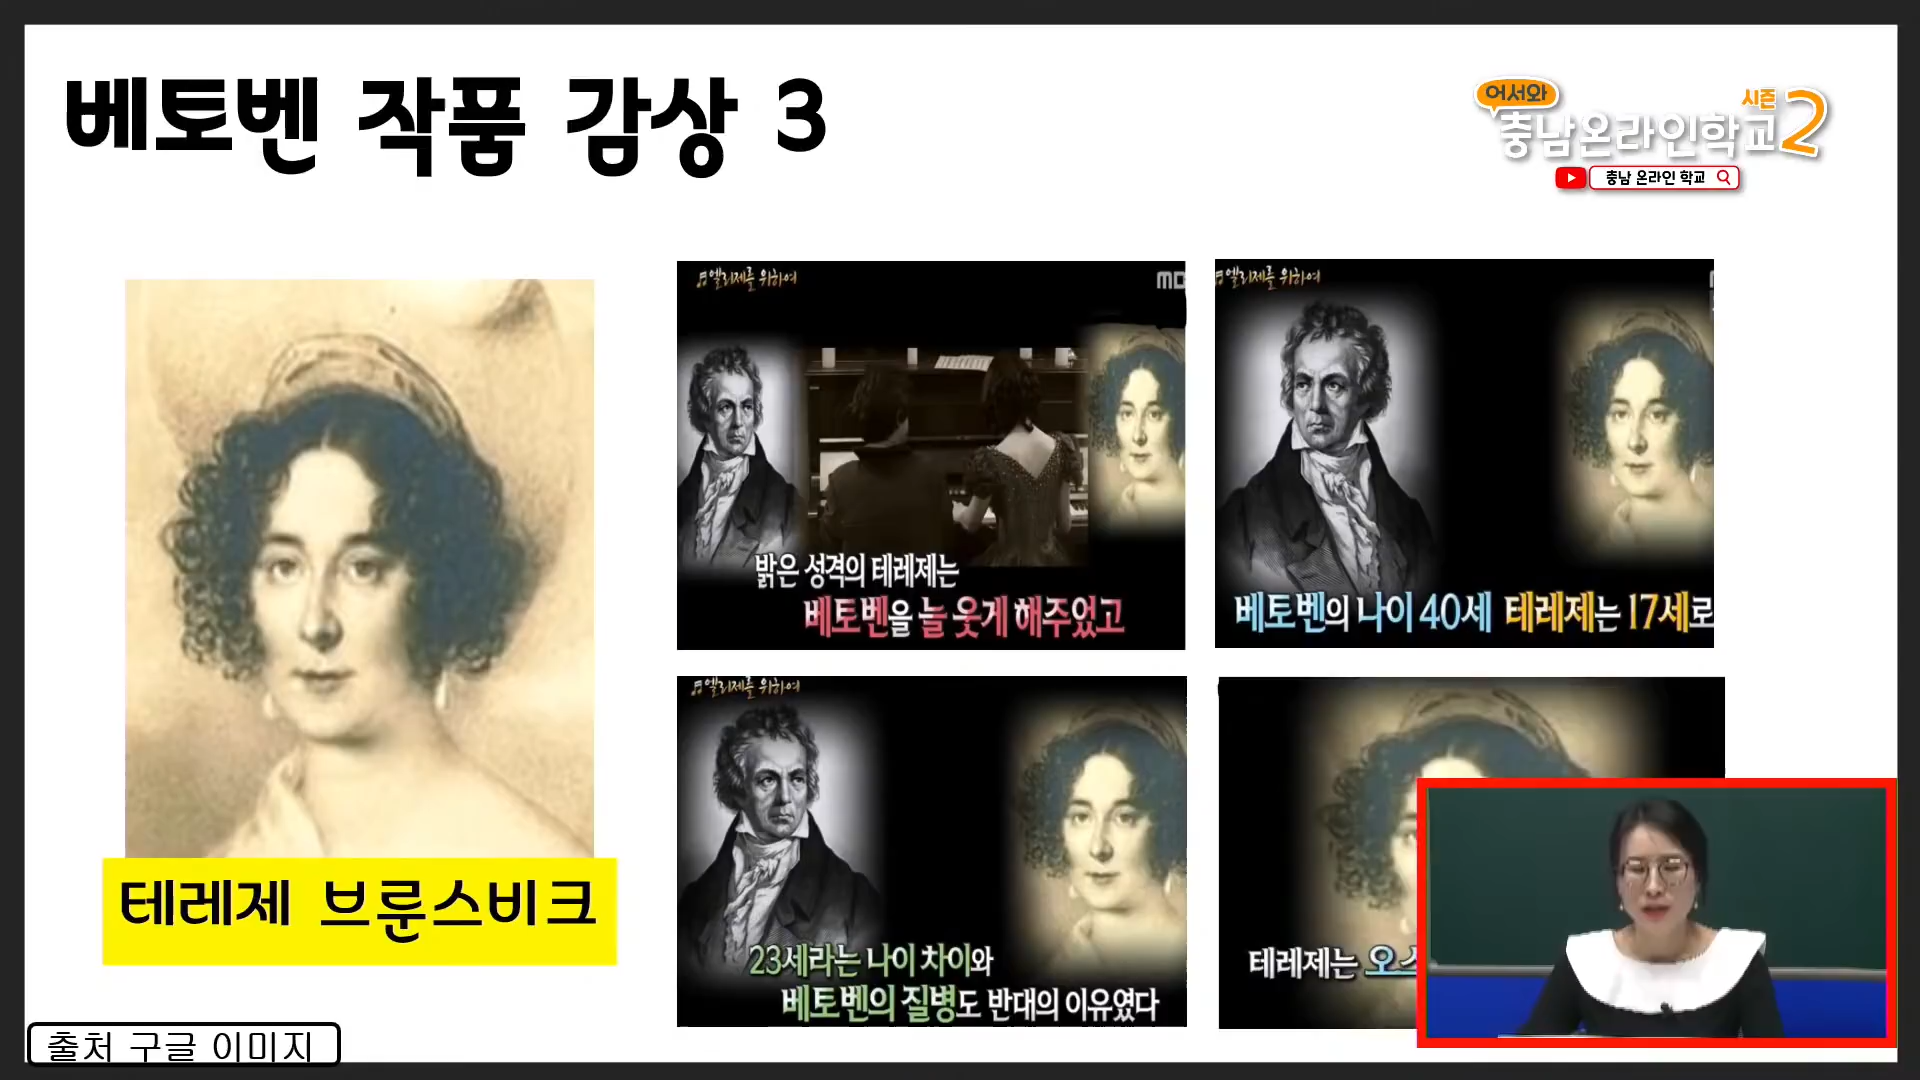 베토벤 작품 감상 3
어서와
충남온라인학교
시즌 2
충남 온라인 학교
엘리제를 위하여
밝은 성격의 테레제는
베토벤을 늘 웃게 해주었고
엘리제를 위하여
베토벤의 나이 40세 테레제는 17세로
테레제 브룬스비크
엘리제를 위하여
23세라는 나이 차이와
베토벤의 질병도 반대의 이유였다
테레제는 오
출처 구글 이미지